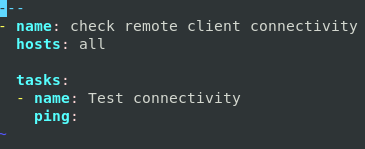 ---
- name: check remote client connectivity
  hosts: all

  tasks:
  - name: Test connectivity
    ping:
~